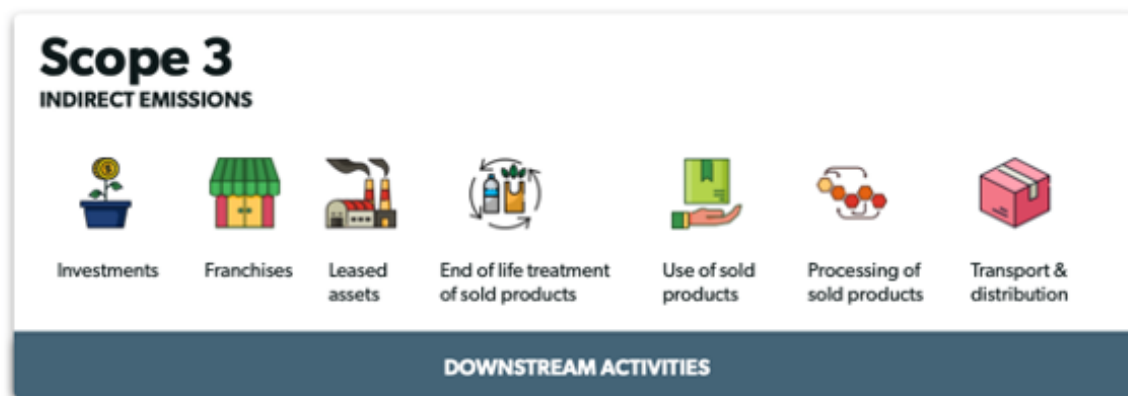 Scope 3
INDIRECT EMISSIONS
Investments
Franchises
Leased
assets
End of life treatment
of sold products
Use of sold
products
Processing of
sold products
Transport &
distribution
DOWNSTREAM ACTIVITIES